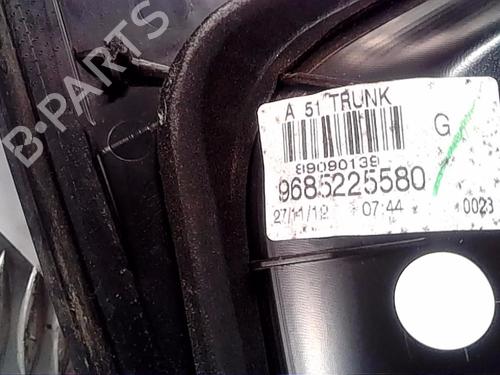 B-PARTS
A 51 TRUNK
G
89090139
9685225580
27/11/12 07:44 0023